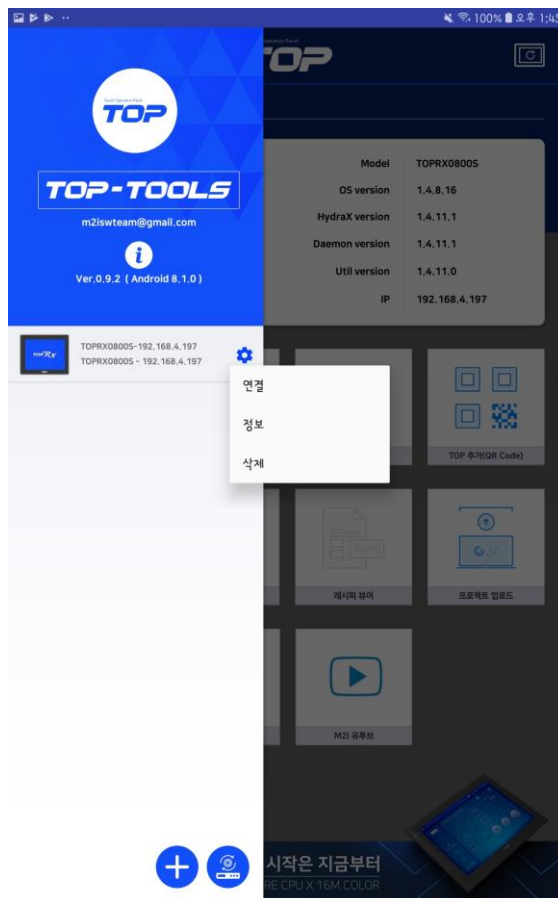 100% 오후 1:45
Touch Operation Panel
TOP
TOP-TOOLS
m2iswteam@gmail.com
i
Ver.0.9.2 ( Android 8.1.0 )
TOPRX0800S-192.168.4.197
TOPRX0800S - 192.168.4.197
연결
정보
삭제
TOP
Model TOPRX0800S
OS version 1.4.8.16
HydraX version 1.4.11.1
Daemon version 1.4.11.1
Util version 1.4.11.0
IP 192.168.4.197
TOP 추가(QR Code)
레시피 뷰어
프로젝트 업로드
M2I 유투브
시작은 지금부터
RE CPU X 16M COLOR